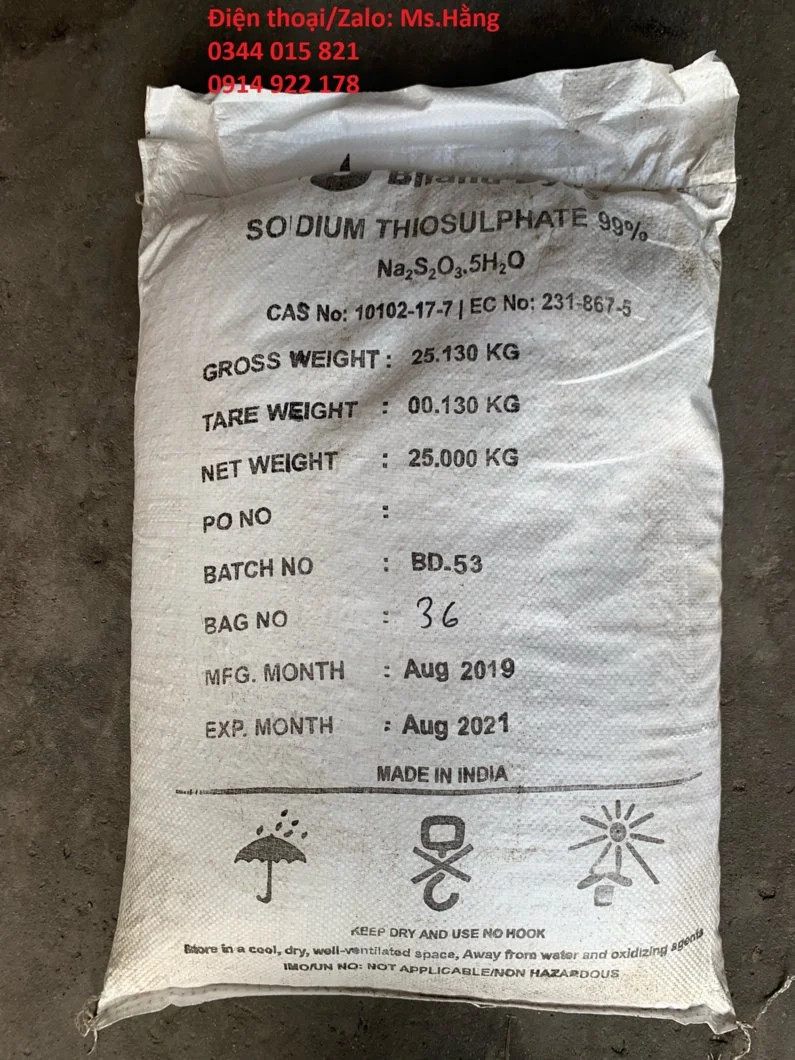 Điện thoại/Zalo: Ms.Hằng
0344 015 821
0914 922 178
SODIUM THIOSULPHATE 99%
Na₂S₂O₃.5H₂O
CAS No: 10102-17-7 | EC No: 231-867-5
GROSS WEIGHT : 25.130 KG
TARE WEIGHT : 00.130 KG
NET WEIGHT : 25.000 KG
PO NO :
BATCH NO : BD-53
BAG NO : 36
MFG. MONTH : Aug 2019
EXP. MONTH : Aug 2021
MADE IN INDIA
KEEP DRY AND USE NO HOOK
Store in a cool, dry, well-ventilated space, Away from water and oxidizing agents
IMO/UN NO: NOT APPLICABLE/NON HAZARDOUS